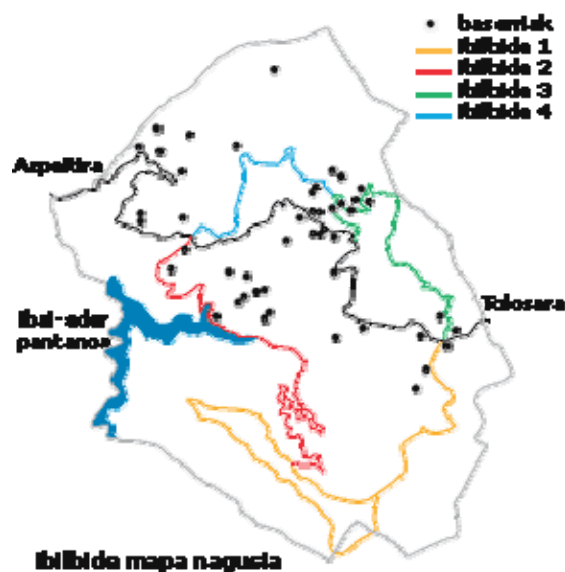 baserriak
Ibilbide 1
Ibilbide 2
Ibilbide 3
Ibilbide 4
Azpeitira
Tolosara
Ibai-eder
pantanoa
Ibilbide mapa nagusia